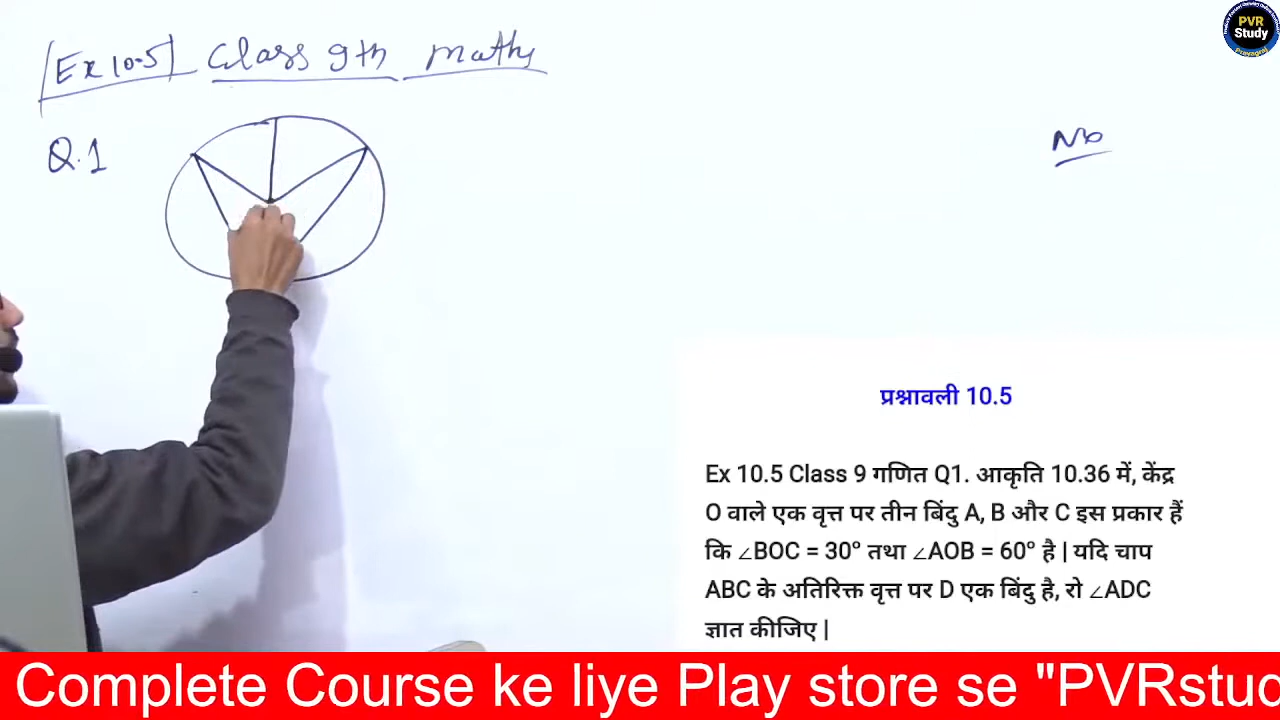 Ex 10.5 Class 9th Maths
PVR
Study
Prayagraj
Q.1
प्रश्नावली 10.5
Ex 10.5 Class 9 गणित Q1. आकृति 10.36 में, केंद्र
O वाले एक वृत्त पर तीन बिंदु A, B और C इस प्रकार हैं
कि ∠BOC = 30° तथा ∠AOB = 60° है | यदि चाप
ABC के अतिरिक्त वृत्त पर D एक बिंदु है, रो ∠ADC
ज्ञात कीजिए |
Complete Course ke liye Play store se "PVRstud